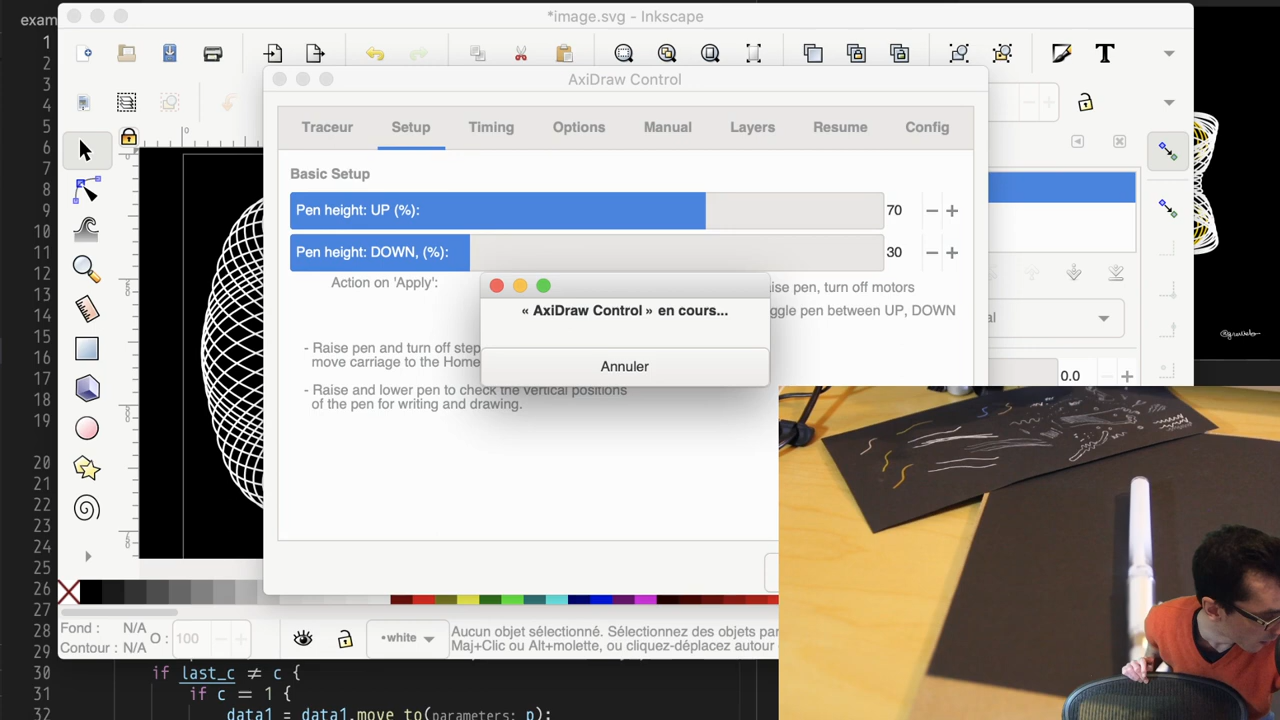 exam
*image.svg - Inkscape
AxiDraw Control
Traceur Setup Timing Options Manual Layers Resume Config
Basic Setup
Pen height: UP (%): 70
Pen height: DOWN, (%): 30
Action on 'Apply':
ise pen, turn off motors
ggle pen between UP, DOWN
« AxiDraw Control » en cours...
Annuler
- Raise pen and turn off step
move carriage to the Home
- Raise and lower pen to check the vertical positions
of the pen for writing and drawing.
al
0.0
0
0
1
2
3
4
5
6
7
8
9
10
11
12
13
14
15
16
17
18
19
20
21
22
23
24
25
26
27
28
29
30
31
32
Fond : N/A
Contour : N/A
O : 100
•white
Aucun objet sélectionné. Sélectionnez des objets par
Maj+Clic ou Alt+molette, ou cliquez-déplacez autour
if last_c ≠ c {
if c = 1 {
data1 = data1.move_to(parameters: p);